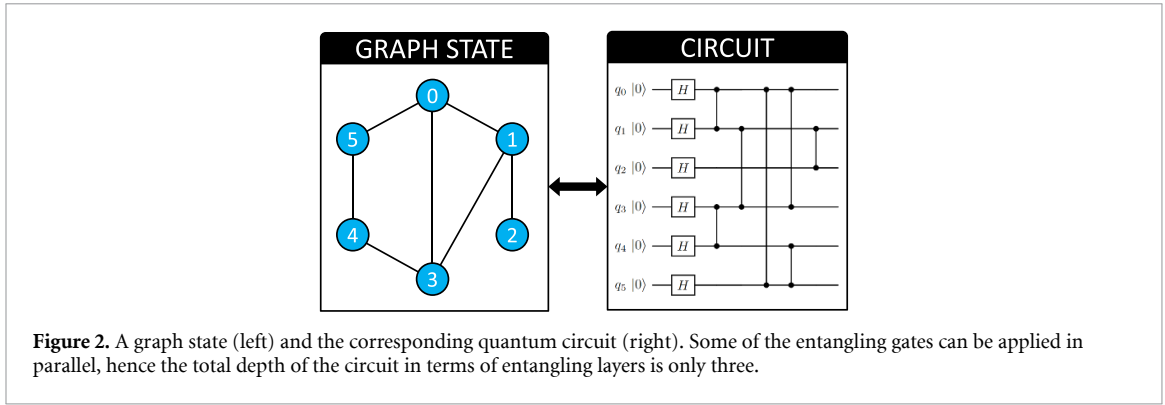 GRAPH STATE
0
5
1
4
2
3
CIRCUIT
q0 |0⟩ H
q1 |0⟩ H
q2 |0⟩ H
q3 |0⟩ H
q4 |0⟩ H
q5 |0⟩ H
Figure 2. A graph state (left) and the corresponding quantum circuit (right). Some of the entangling gates can be applied in
parallel, hence the total depth of the circuit in terms of entangling layers is only three.